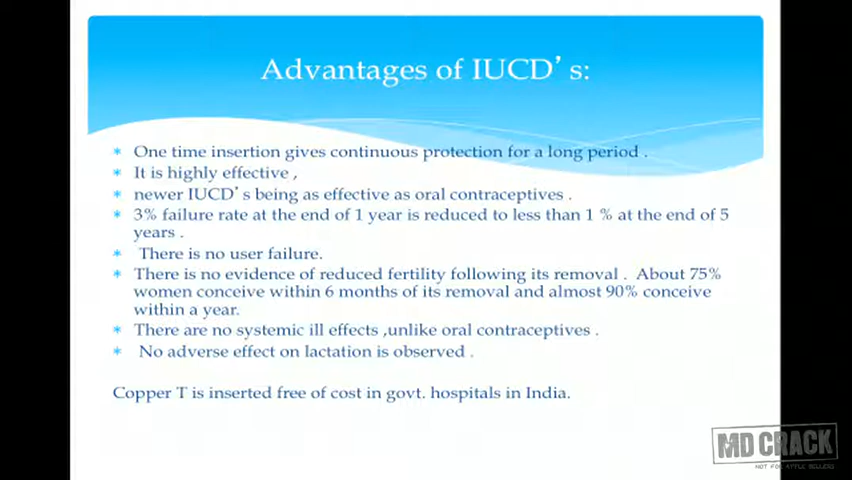 Advantages of IUCD's:
* One time insertion gives continuous protection for a long period .
* It is highly effective ,
* newer IUCD's being as effective as oral contraceptives .
* 3% failure rate at the end of 1 year is reduced to less than 1 % at the end of 5
years .
* There is no user failure.
* There is no evidence of reduced fertility following its removal . About 75%
women conceive within 6 months of its removal and almost 90% conceive
within a year.
* There are no systemic ill effects ,unlike oral contraceptives .
* No adverse effect on lactation is observed .
Copper T is inserted free of cost in govt. hospitals in India.
MD CRACK
NOT FOR APPLE SELLERS